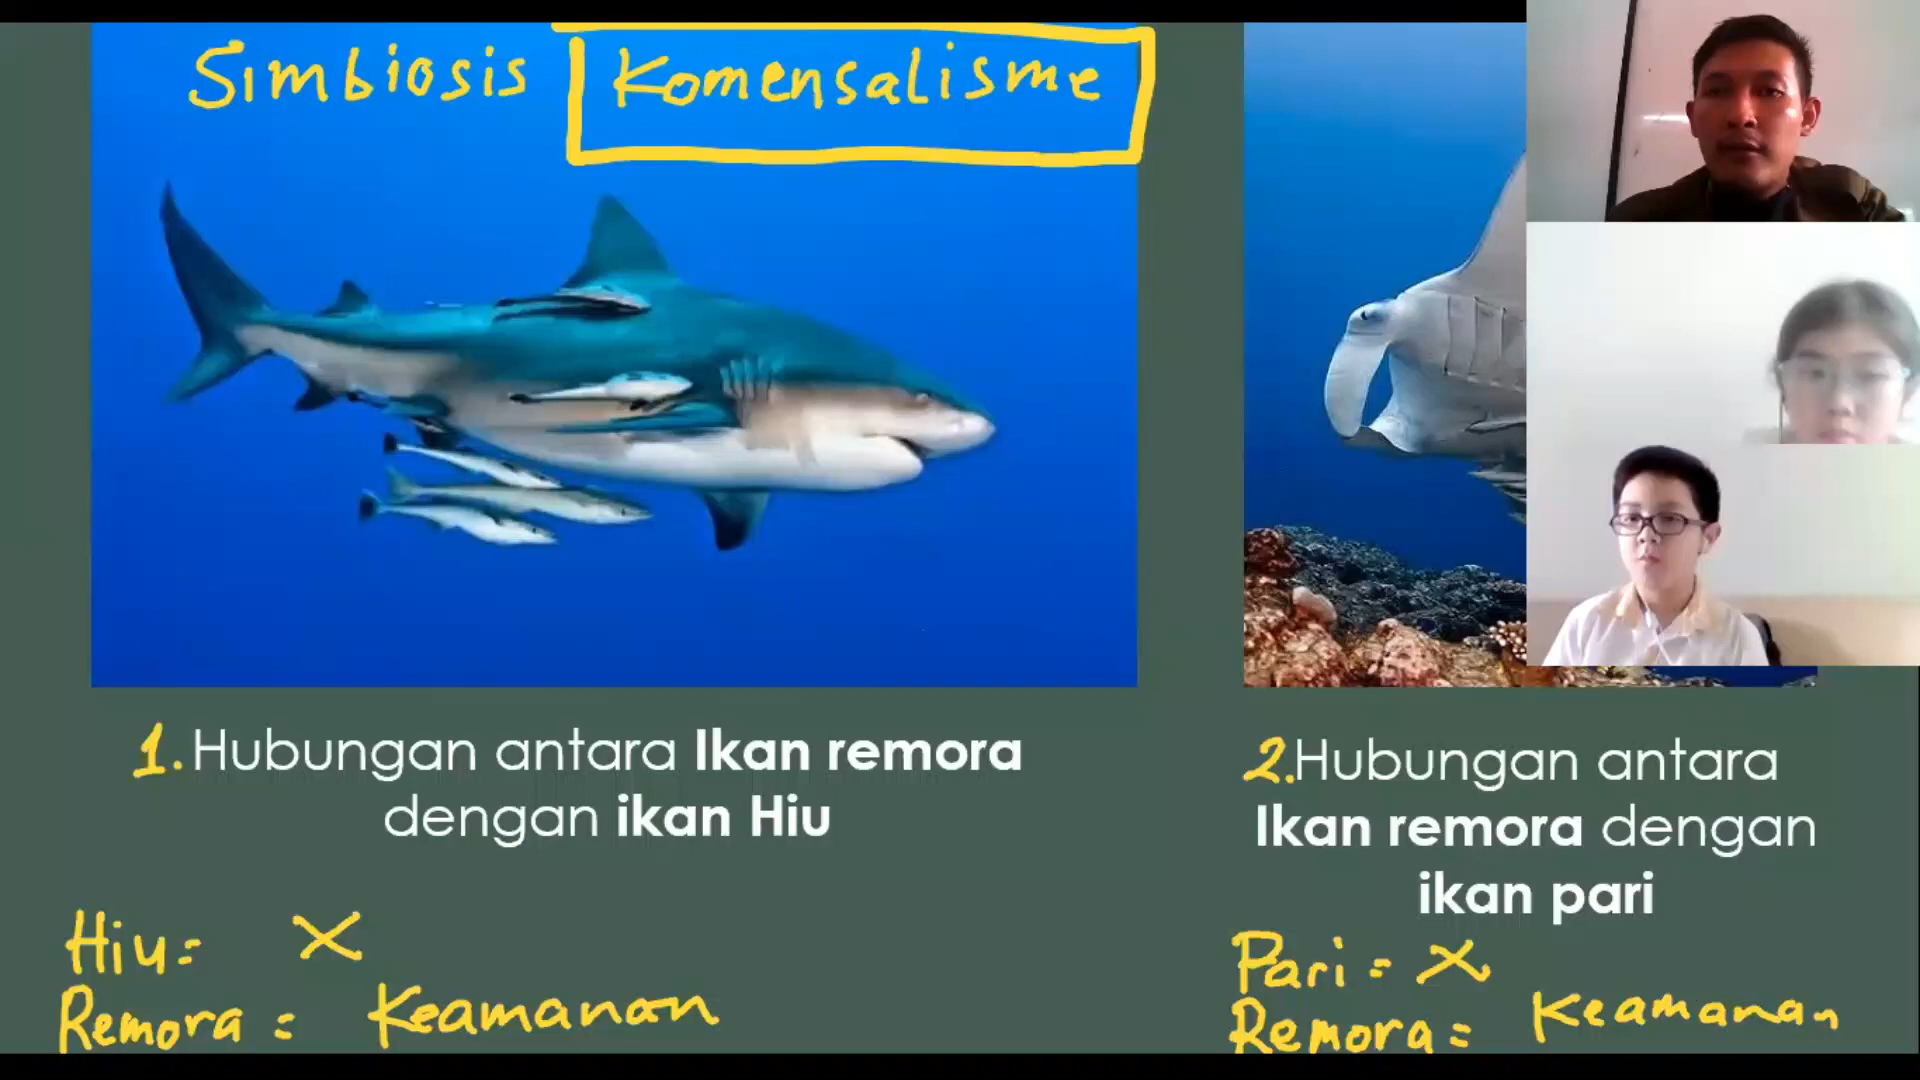 Simbiosis Komensalisme
1. Hubungan antara Ikan remora
dengan ikan Hiu
Hiu = X
Remora = Keamanan
2. Hubungan antara
Ikan remora dengan
ikan pari
Pari = X
Remora = Keamanan